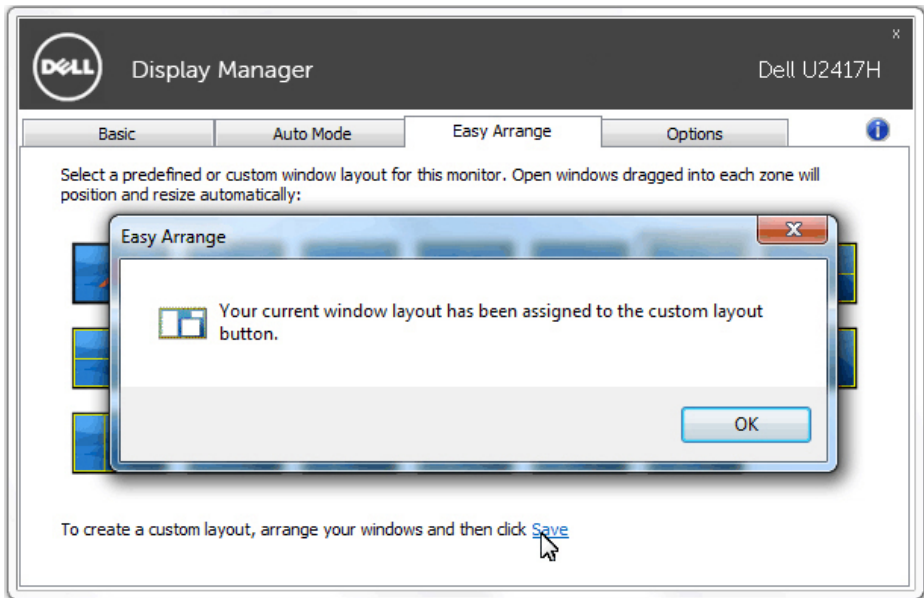 DELL
Display Manager
Dell U2417H
x
Basic
Auto Mode
Easy Arrange
Options
i
Select a predefined or custom window layout for this monitor. Open windows dragged into each zone will
position and resize automatically:
Easy Arrange
x
Your current window layout has been assigned to the custom layout
button.
OK
To create a custom layout, arrange your windows and then click Save